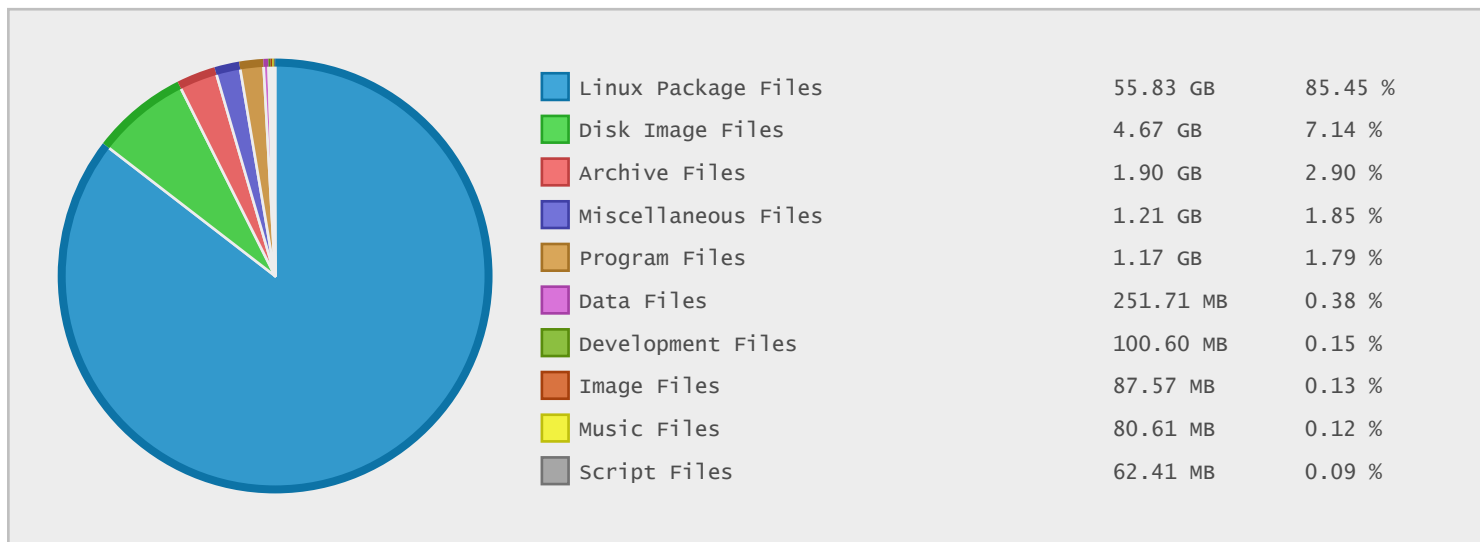 Linux Package Files 55.83 GB 85.45 %
Disk Image Files 4.67 GB 7.14 %
Archive Files 1.90 GB 2.90 %
Miscellaneous Files 1.21 GB 1.85 %
Program Files 1.17 GB 1.79 %
Data Files 251.71 MB 0.38 %
Development Files 100.60 MB 0.15 %
Image Files 87.57 MB 0.13 %
Music Files 80.61 MB 0.12 %
Script Files 62.41 MB 0.09 %